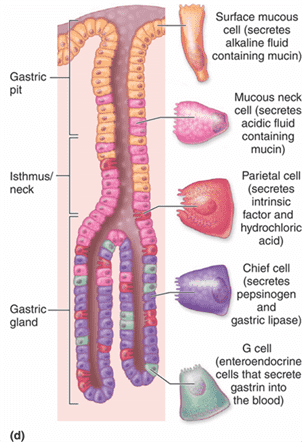 Surface mucous
cell (secretes
alkaline fluid
containing mucin)
Gastric
pit
Mucous neck
cell (secretes
acidic fluid
containing
mucin)
Isthmus/
neck
Parietal cell
(secretes
intrinsic
factor and
hydrochloric
acid)
Chief cell
(secretes
pepsinogen
and
gastric lipase)
Gastric
gland
G cell
(enteroendocrine
cells that secrete
gastrin into
the blood)
(d)